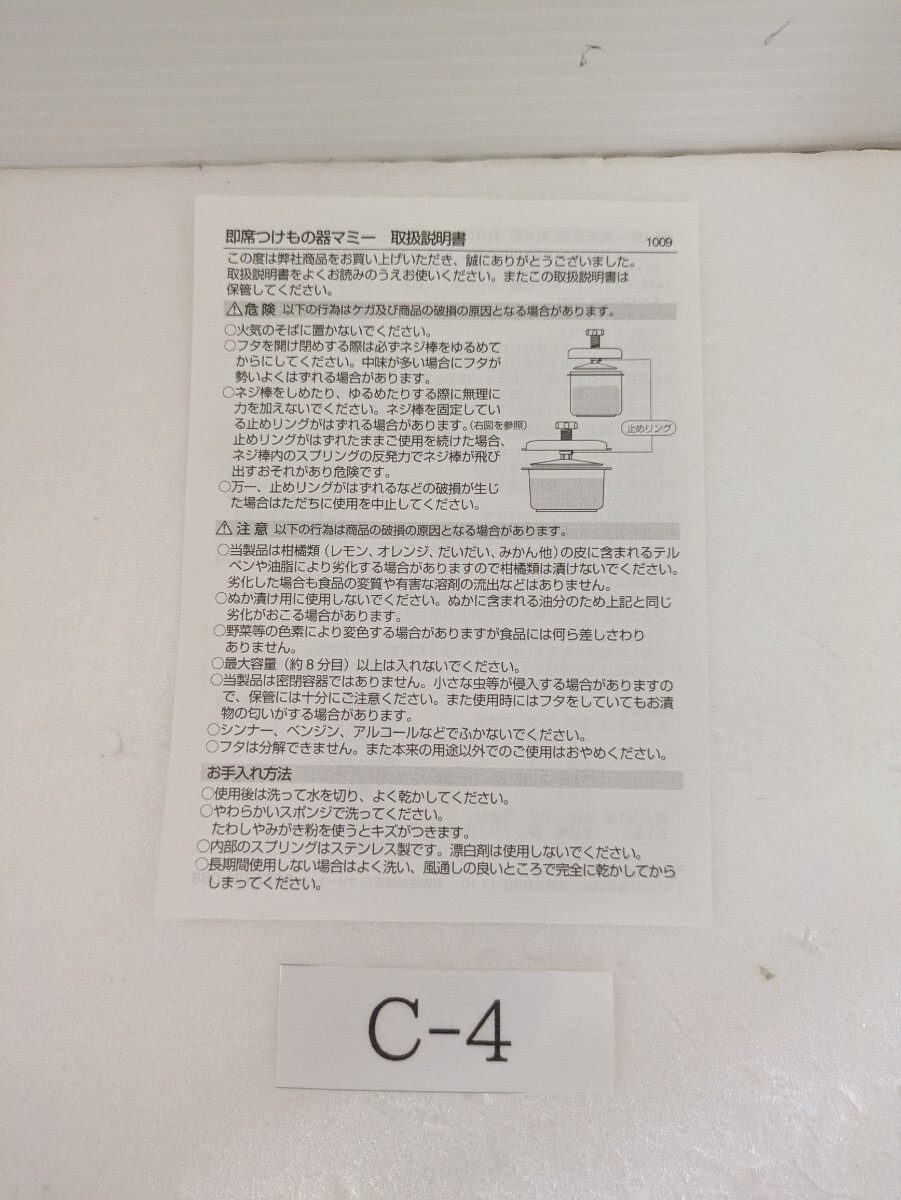 即席つけもの器マミー 取扱説明書 1009
この度は弊社商品をお買い上げいただき、誠にありがとうございました。
取扱説明書をよくお読みのうえお使いください。またこの取扱説明書は
保管してください。
⚠危険 以下の行為はケガ及び商品の破損の原因となる場合があります。
○火気のそばに置かないでください。
○フタを開け閉めする際は必ずネジ棒をゆるめて
からにしてください。中味が多い場合にフタが
勢いよくはずれる場合があります。
○ネジ棒をしめたり、ゆるめたりする際に無理に
力を加えないでください。ネジ棒を固定してい
る止めリングがはずれる場合があります。(右図を参照)
止めリングがはずれたままご使用を続けた場合、
ネジ棒内のスプリングの反発力でネジ棒が飛び
出すおそれがあり危険です。
○万一、止めリングがはずれるなどの破損が生じ
た場合はただちに使用を中止してください。
止めリング
⚠注意 以下の行為は商品の破損の原因となる場合があります。
○当製品は柑橘類(レモン、オレンジ、だいだい、みかん他)の皮に含まれるテル
ペンや油脂により劣化する場合がありますので柑橘類は漬けないでください。
劣化した場合も食品の変質や有害な溶剤の流出などはありません。
○ぬか漬け用に使用しないでください。ぬかに含まれる油分のため上記と同じ
劣化がおこる場合があります。
○野菜等の色素により変色する場合がありますが食品には何ら差しさわり
ありません。
○最大容量(約8分目)以上は入れないでください。
○当製品は密閉容器ではありません。小さな虫等が侵入する場合がありますの
で、保管には十分にご注意ください。また使用時にはフタをしていてもお漬
物の匂いがする場合があります。
○シンナー、ベンジン、アルコールなどでふかないでください。
○フタは分解できません。また本来の用途以外でのご使用はおやめください。
お手入れ方法
○使用後は洗って水を切り、よく乾かしてください。
○やわらかいスポンジで洗ってください。
たわしやみがき粉を使うとキズがつきます。
○内部のスプリングはステンレス製です。漂白剤は使用しないでください。
○長期間使用しない場合はよく洗い、風通しの良いところで完全に乾かしてから
しまってください。
C-4